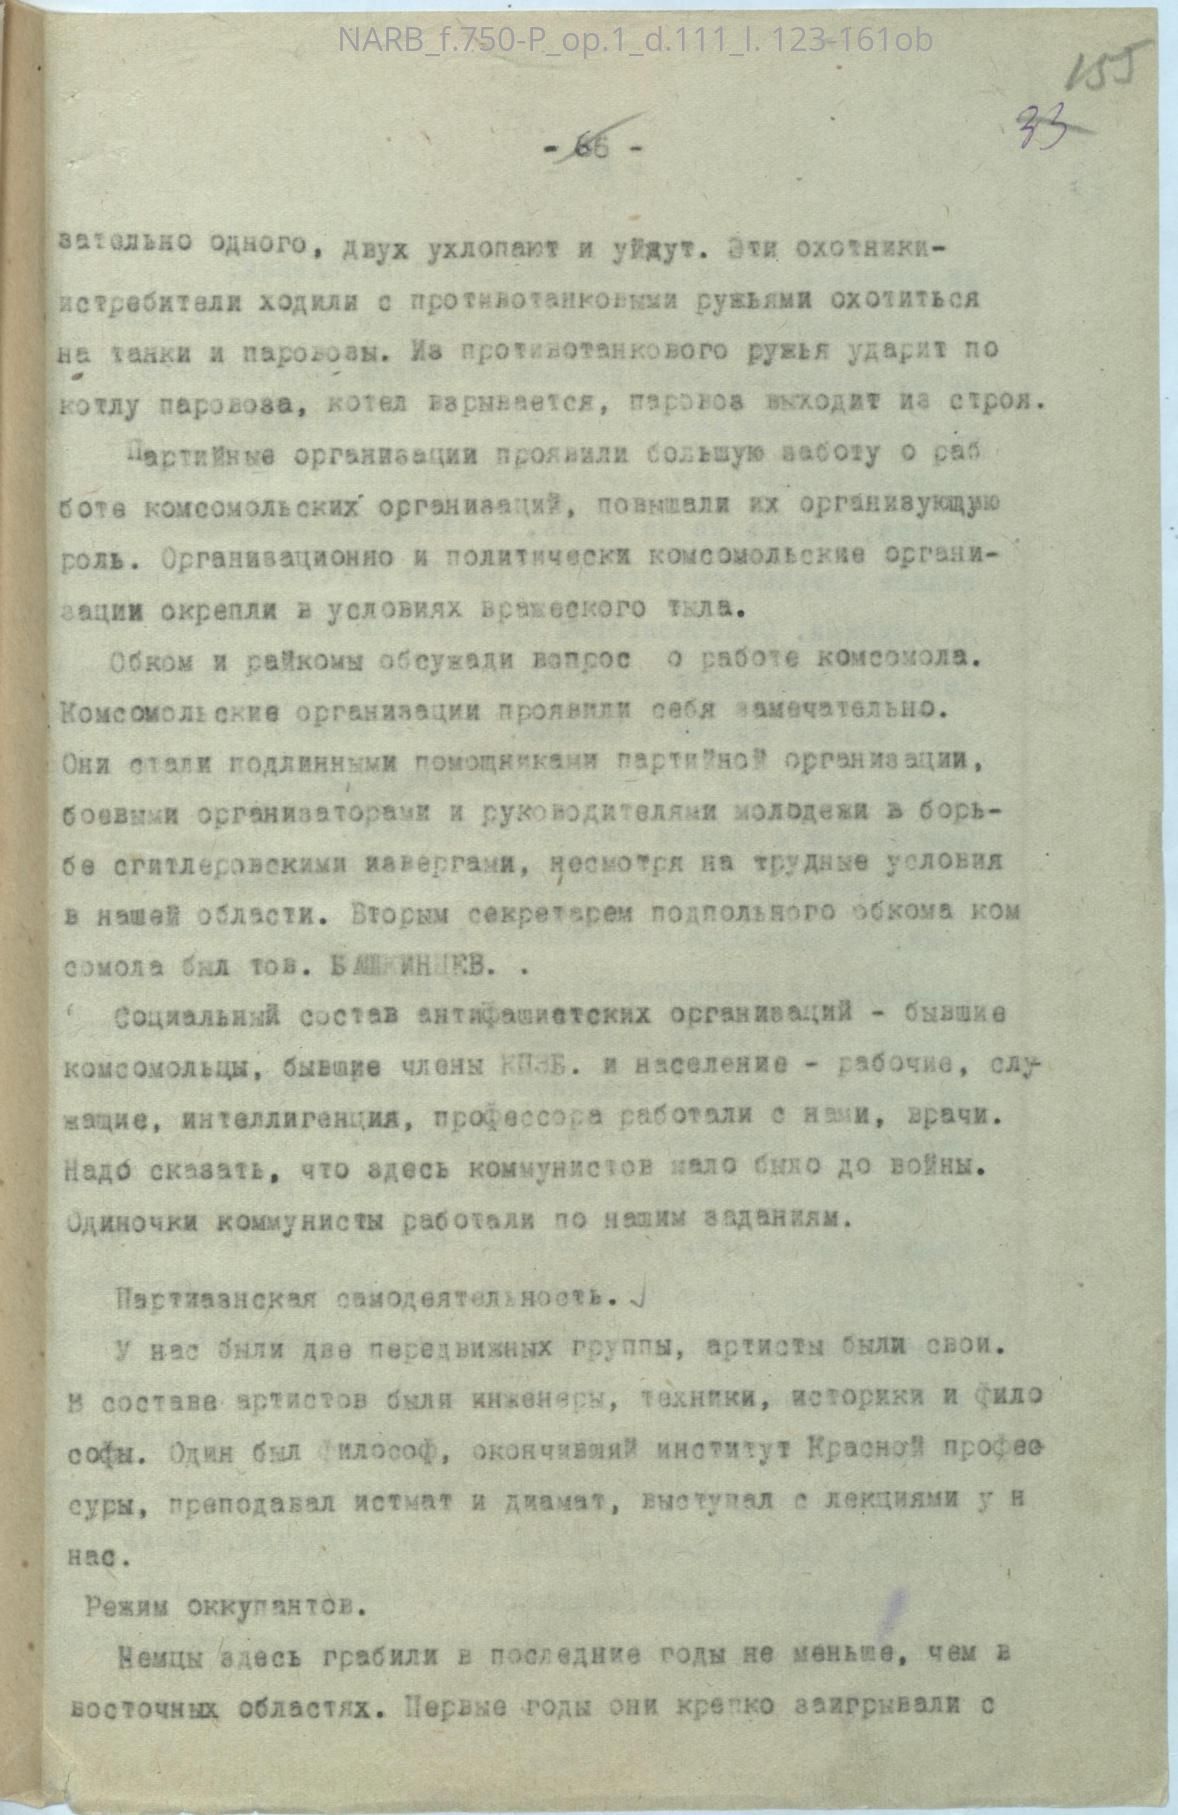 NARB_f.750-P_op.1_d.111_l. 123-161ob
155
33
- 66 -
зательно одного, двух ухлопают и уйдут. Эти охотники-
истребители ходили с противотанковыми ружьями охотиться
на танки и паровозы. Из противотанкового ружья ударит по
котлу паровоза, котел взрывается, паровоз выходит из строя.
Партийные организации проявили большую заботу о раб
боте комсомольских организаций, повышали их организующую
роль. Организационно и политически комсомольские органи-
зации окрепли в условиях вражеского тыла.
Обком и райкомы обсуждади вопрос о работе комсомола.
Комсомольские организации проявили себя замечательно.
Они стали подлинными помощниками партийной организации,
боевыми организаторами и руководителями молодежи в борь-
бе сгитлеровскими извергами, несмотря на трудные условия
в нашей области. Вторым секретарем подпольного обкома ком
сомола был тов. БАШКИНЦЕВ. .
Социальный состав антифашистских организаций - бывшие
комсомольцы, бывшие члены КПЗБ. и население - рабочие, слу-
жащие, интеллигенция, профессора работали с нами, врачи.
Надо сказать, что здесь коммунистов мало было до войны.
Одиночки коммунисты работали по нашим заданиям.
Партиазнская самодеятельность.
У нас были две передвижных группы, артисты были свои.
В составе артистов были инженеры, техники, историки и фило
софы. Один был философ, окончивший институт Красной профес
суры, преподавал истмат и диамат, выступал с лекциями у н
нас.
Режим оккупантов.
Немцы здесь грабили в последние годы не меньше, чем в
восточных областях. Первые годы они крепко заигрывали с